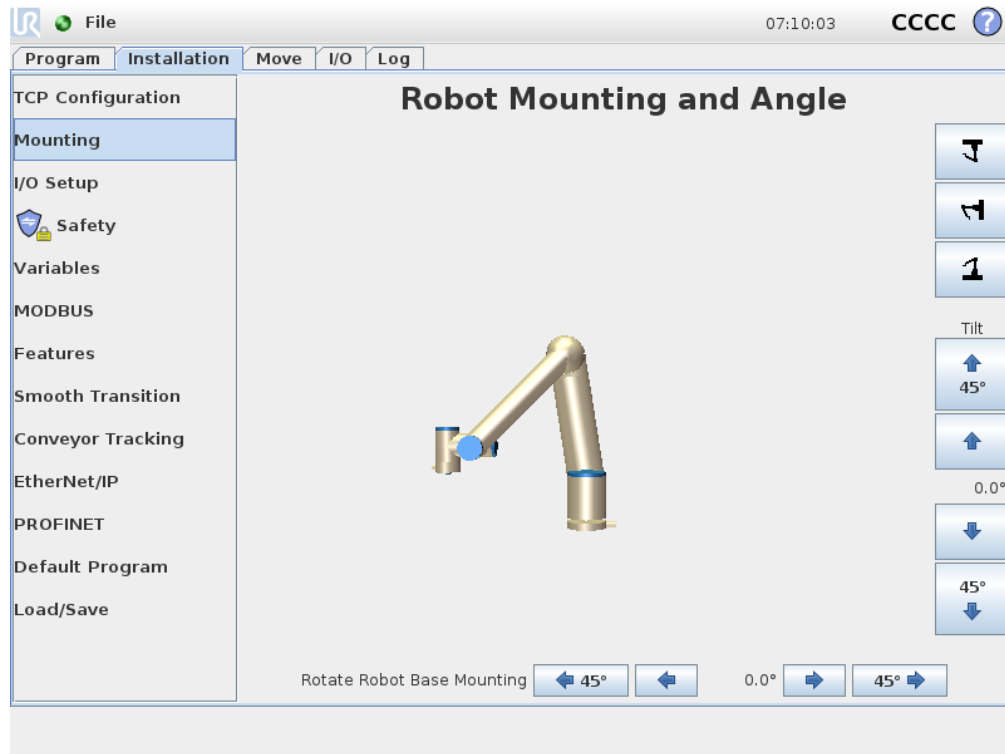 UR File 07:10:03 CCCC ?
Program Installation Move I/O Log
TCP Configuration
Mounting
I/O Setup
Safety
Variables
MODBUS
Features
Smooth Transition
Conveyor Tracking
EtherNet/IP
PROFINET
Default Program
Load/Save
Robot Mounting and Angle
Tilt
45°
0.0°
45°
Rotate Robot Base Mounting 45° 0.0° 45°